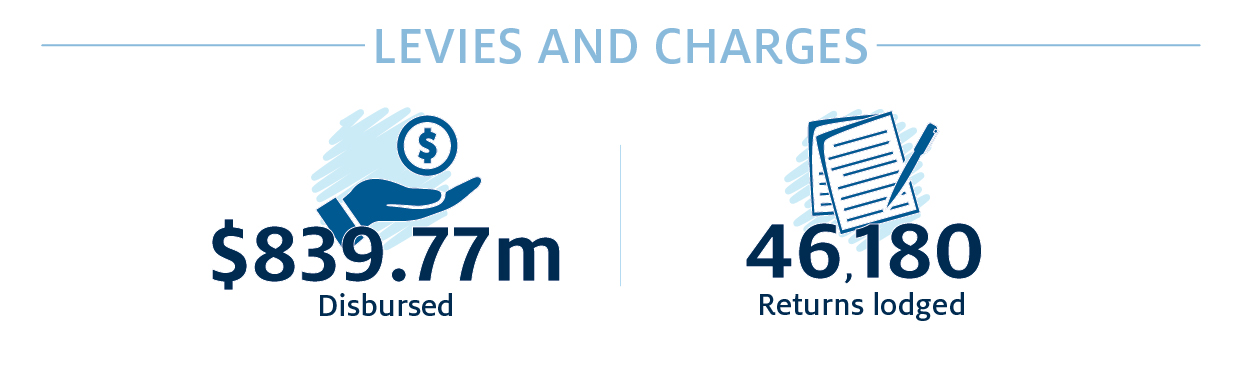 LEVIES AND CHARGES
$
$839.77m
Disbursed
46,180
Returns lodged